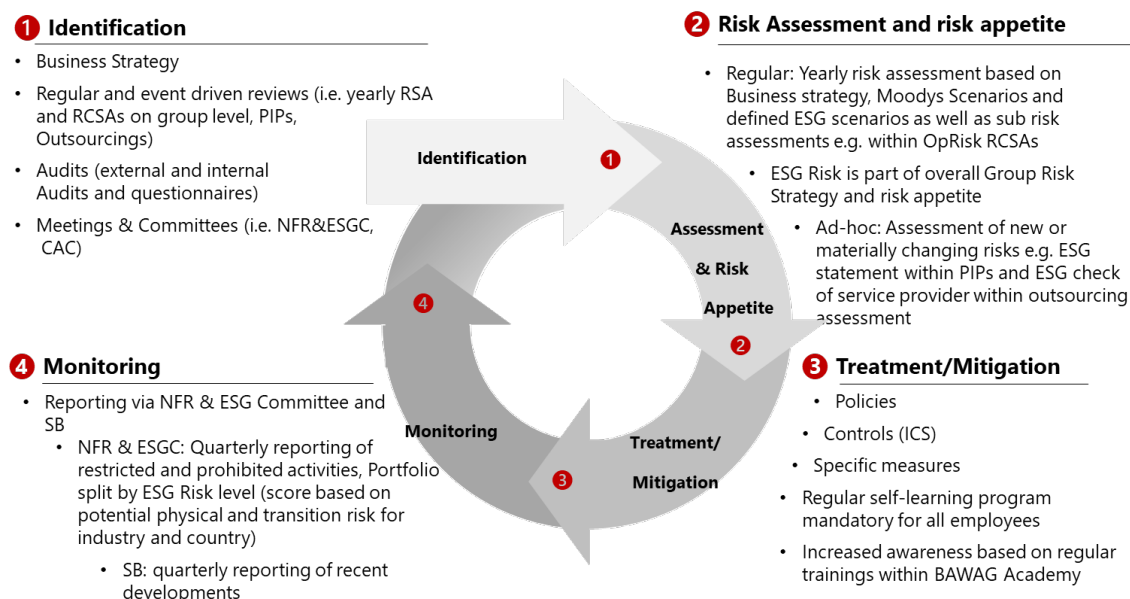 1 Identification
• Business Strategy
• Regular and event driven reviews (i.e. yearly RSA
and RCSAs on group level, PIPs,
Outsourcings)
• Audits (external and internal
Audits and questionnaires)
• Meetings & Committees (i.e. NFR&ESGC,
CAC)
2 Risk Assessment and risk appetite
• Regular: Yearly risk assessment based on
Business strategy, Moodys Scenarios and
defined ESG scenarios as well as sub risk
assessments e.g. within OpRisk RCSAs
• ESG Risk is part of overall Group Risk
Strategy and risk appetite
• Ad-hoc: Assessment of new or
materially changing risks e.g. ESG
statement within PIPs and ESG check
of service provider within outsourcing
assessment
Identification
1
Assessment
& Risk
Appetite
2
Treatment/
Mitigation
3
Monitoring
4
4 Monitoring
• Reporting via NFR & ESG Committee and
SB
• NFR & ESGC: Quarterly reporting of
restricted and prohibited activities, Portfolio
split by ESG Risk level (score based on
potential physical and transition risk for
industry and country)
• SB: quarterly reporting of recent
developments
3 Treatment/Mitigation
• Policies
• Controls (ICS)
• Specific measures
• Regular self-learning program
mandatory for all employees
• Increased awareness based on regular
trainings within BAWAG Academy